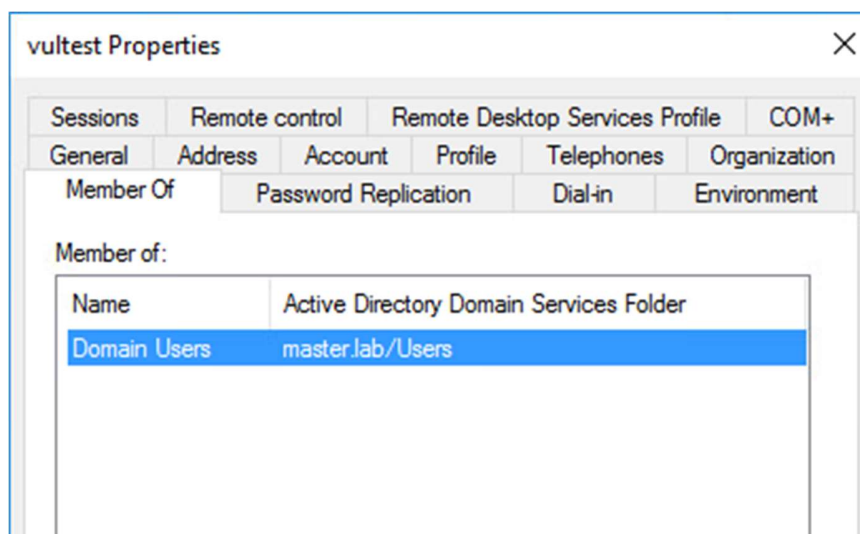 vultest Properties
Sessions Remote control Remote Desktop Services Profile COM+
General Address Account Profile Telephones Organization
Member Of Password Replication Dial-in Environment
Member of:
Name Active Directory Domain Services Folder
Domain Users master.lab/Users